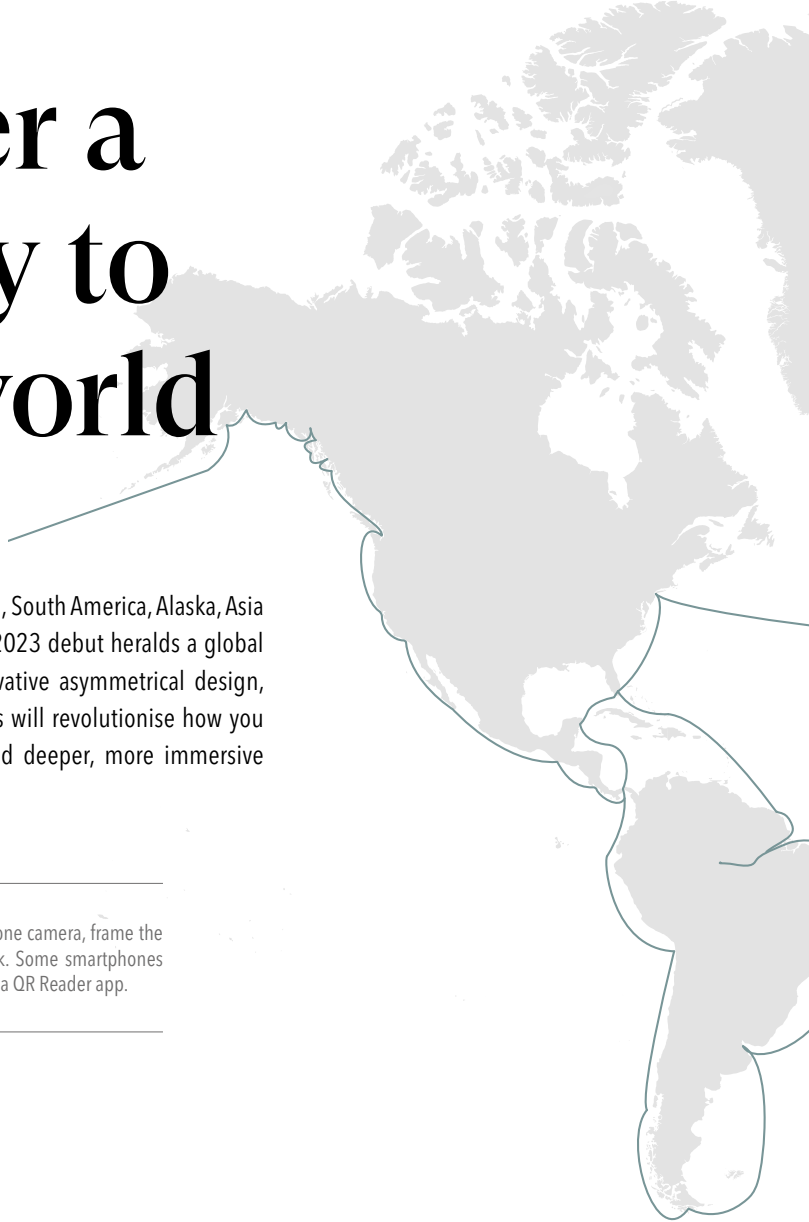 er a
y to
world
, South America, Alaska, Asia
2023 debut heralds a global
vative asymmetrical design,
s will revolutionise how you
d deeper, more immersive
one camera, frame the
k. Some smartphones
a QR Reader app.